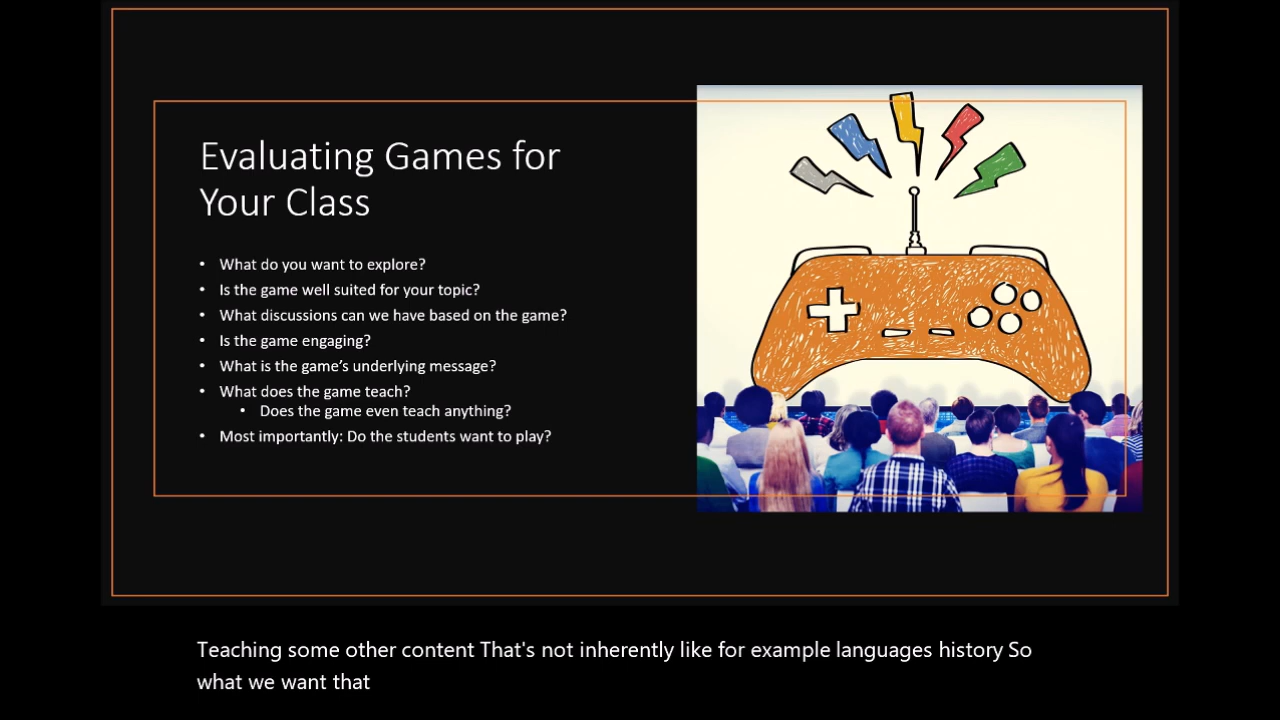 Evaluating Games for
Your Class
• What do you want to explore?
• Is the game well suited for your topic?
• What discussions can we have based on the game?
• Is the game engaging?
• What is the game's underlying message?
• What does the game teach?
• Does the game even teach anything?
• Most importantly: Do the students want to play?
Teaching some other content That's not inherently like for example languages history So
what we want that